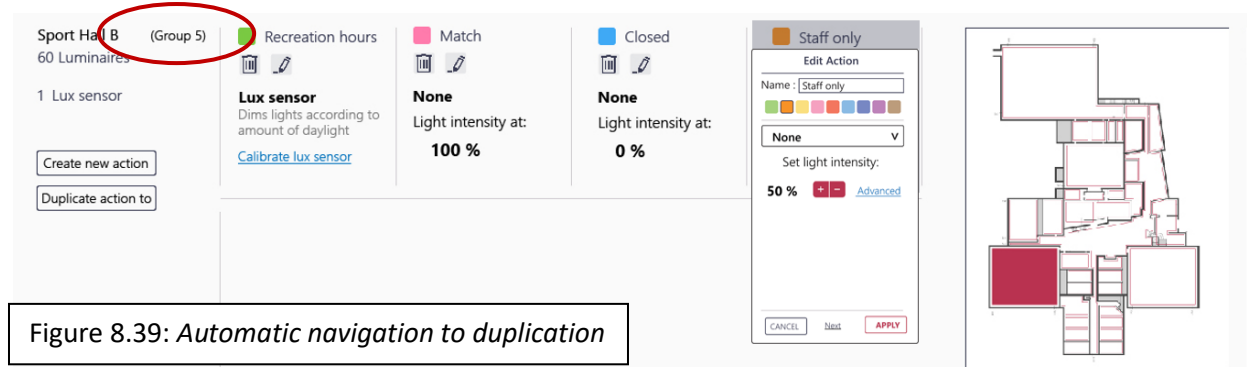 Sport Hall B (Group 5)
60 Luminaires
1 Lux sensor
Create new action
Duplicate action to
Recreation hours
Lux sensor
Dims lights according to
amount of daylight
Calibrate lux sensor
Match
None
Light intensity at:
100 %
Closed
None
Light intensity at:
0 %
Staff only
Edit Action
Name : Staff only
None v
Set light intensity:
50 % + − Advanced
CANCEL Next APPLY
Figure 8.39: Automatic navigation to duplication